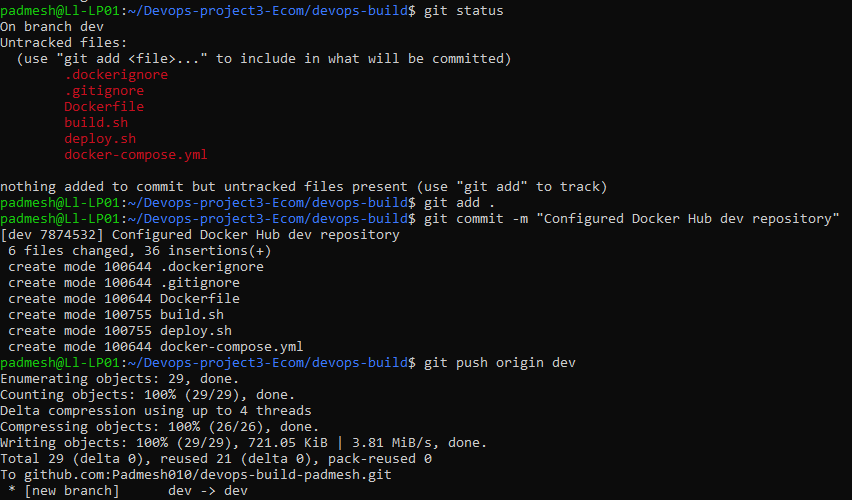 padmesh@Ll-LP01:~/Devops-project3-Ecom/devops-build$ git status
On branch dev
Untracked files:
  (use "git add <file>..." to include in what will be committed)
        .dockerignore
        .gitignore
        Dockerfile
        build.sh
        deploy.sh
        docker-compose.yml

nothing added to commit but untracked files present (use "git add" to track)
padmesh@Ll-LP01:~/Devops-project3-Ecom/devops-build$ git add .
padmesh@Ll-LP01:~/Devops-project3-Ecom/devops-build$ git commit -m "Configured Docker Hub dev repository"
[dev 7874532] Configured Docker Hub dev repository
 6 files changed, 36 insertions(+)
 create mode 100644 .dockerignore
 create mode 100644 .gitignore
 create mode 100644 Dockerfile
 create mode 100755 build.sh
 create mode 100755 deploy.sh
 create mode 100644 docker-compose.yml
padmesh@Ll-LP01:~/Devops-project3-Ecom/devops-build$ git push origin dev
Enumerating objects: 29, done.
Counting objects: 100% (29/29), done.
Delta compression using up to 4 threads
Compressing objects: 100% (26/26), done.
Writing objects: 100% (29/29), 721.05 KiB | 3.81 MiB/s, done.
Total 29 (delta 0), reused 21 (delta 0), pack-reused 0
To github.com:Padmesh010/devops-build-padmesh.git
 * [new branch]      dev -> dev